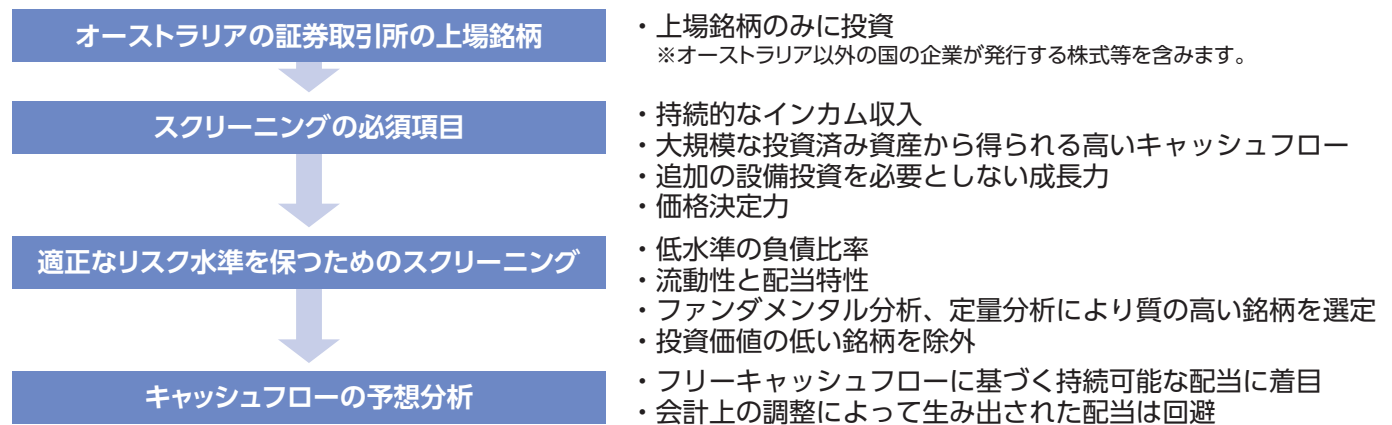 オーストラリアの証券取引所の上場銘柄
・上場銘柄のみに投資
※オーストラリア以外の国の企業が発行する株式等を含みます。
スクリーニングの必須項目
・持続的なインカム収入
・大規模な投資済み資産から得られる高いキャッシュフロー
・追加の設備投資を必要としない成長力
・価格決定力
適正なリスク水準を保つためのスクリーニング
・低水準の負債比率
・流動性と配当特性
・ファンダメンタル分析、定量分析により質の高い銘柄を選定
・投資価値の低い銘柄を除外
キャッシュフローの予想分析
・フリーキャッシュフローに基づく持続可能な配当に着目
・会計上の調整によって生み出された配当は回避